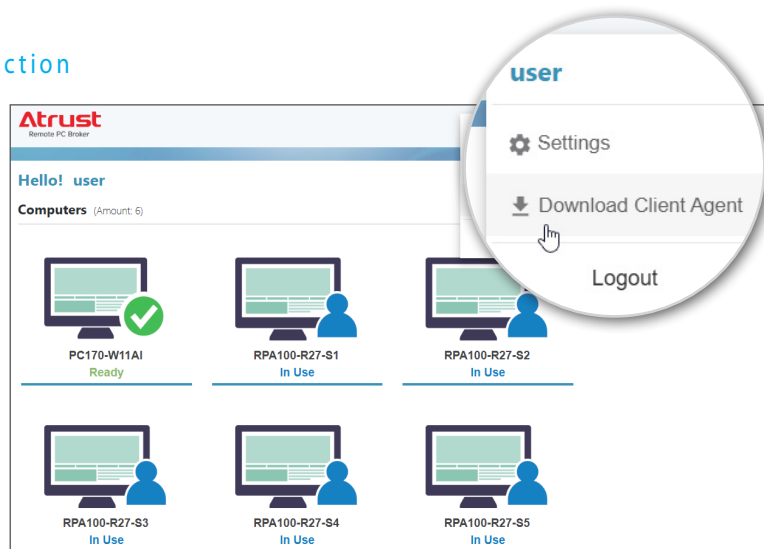 ction
user
Settings
Download Client Agent
Logout
Atrust
Remote PC Broker
Hello! user
Computers (Amount: 6)
PC170-W11AI
Ready
RPA100-R27-S1
In Use
RPA100-R27-S2
In Use
RPA100-R27-S3
In Use
RPA100-R27-S4
In Use
RPA100-R27-S5
In Use